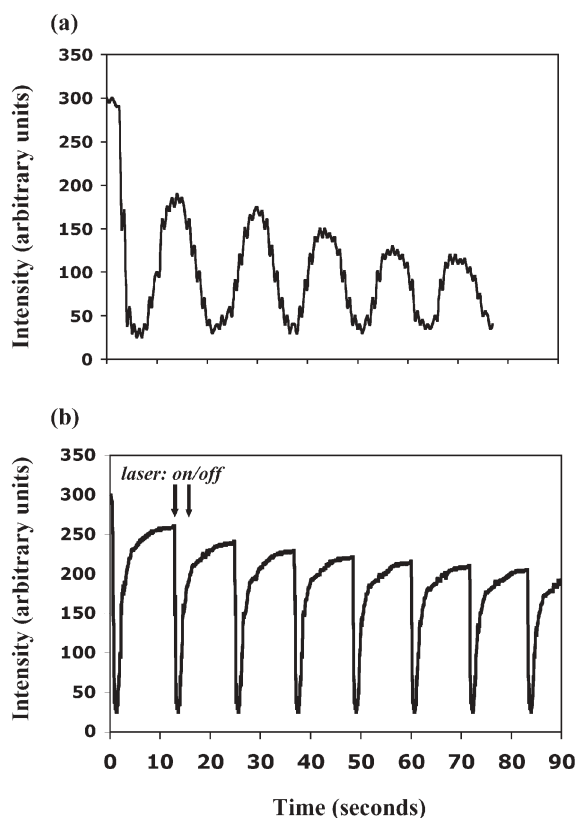 (a)
Intensity (arbitrary units)
350
300
250
200
150
100
50
0
(b)
Intensity (arbitrary units)
350
300
250
200
150
100
50
0
laser: on/off
0 10 20 30 40 50 60 70 80 90
Time (seconds)